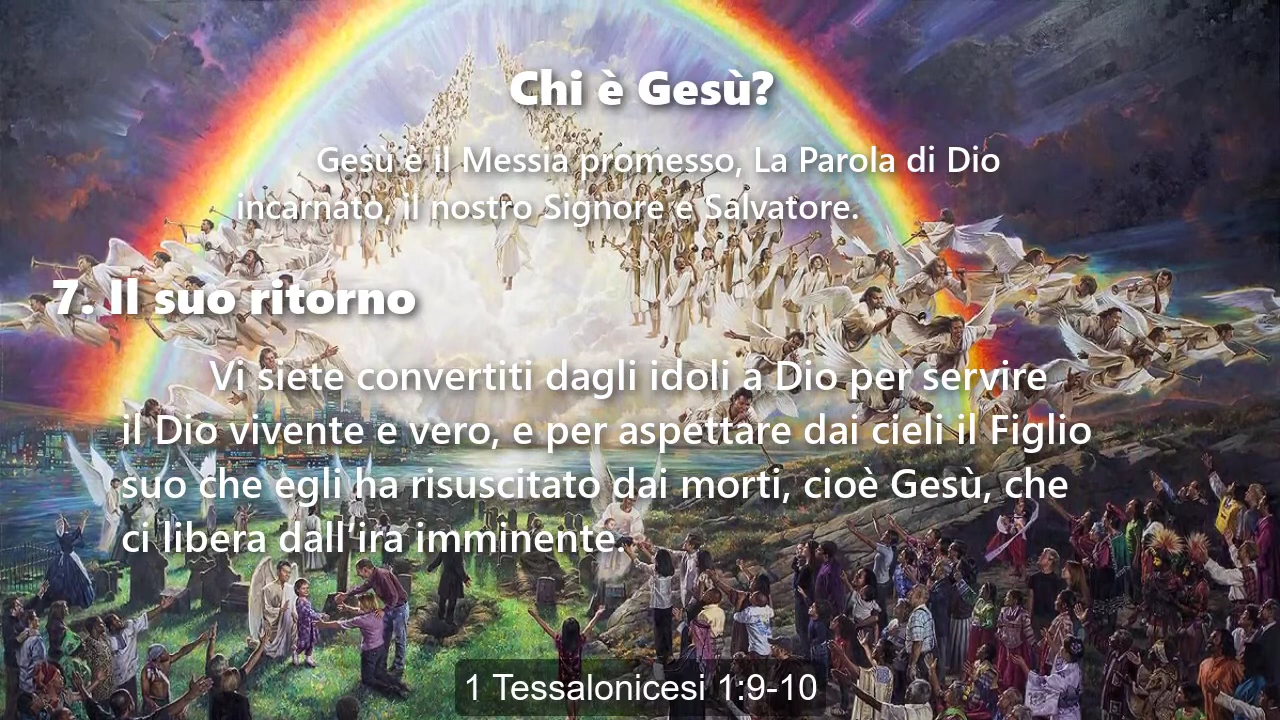 Chi è Gesù?
Gesù è il Messia promesso, La Parola di Dio
incarnato, il nostro Signore e Salvatore.
7. Il suo ritorno
Vi siete convertiti dagli idoli a Dio per servire
il Dio vivente e vero, e per aspettare dai cieli il Figlio
suo che egli ha risuscitato dai morti, cioè Gesù, che
ci libera dall'ira imminente.
1 Tessalonicesi 1:9-10